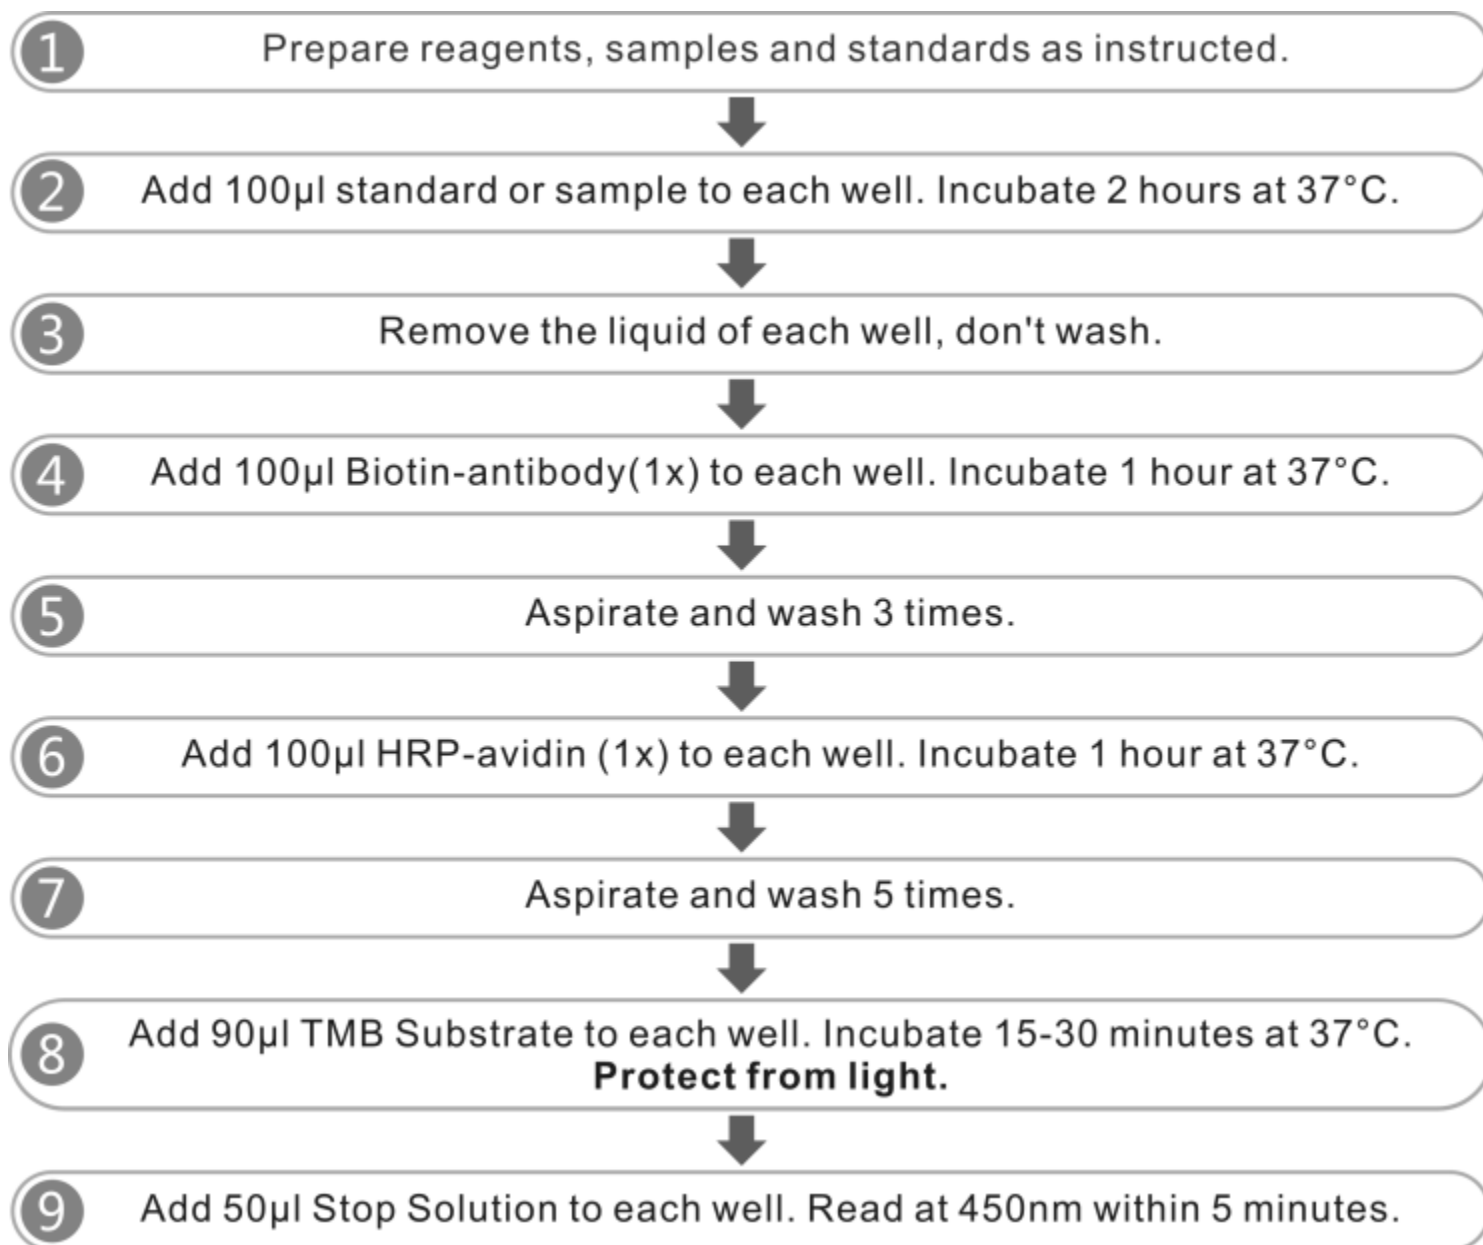 1 Prepare reagents, samples and standards as instructed.
2 Add 100μl standard or sample to each well. Incubate 2 hours at 37°C.
3 Remove the liquid of each well, don't wash.
4 Add 100μl Biotin-antibody(1x) to each well. Incubate 1 hour at 37°C.
5 Aspirate and wash 3 times.
6 Add 100μl HRP-avidin (1x) to each well. Incubate 1 hour at 37°C.
7 Aspirate and wash 5 times.
8 Add 90μl TMB Substrate to each well. Incubate 15-30 minutes at 37°C.
Protect from light.
9 Add 50μl Stop Solution to each well. Read at 450nm within 5 minutes.